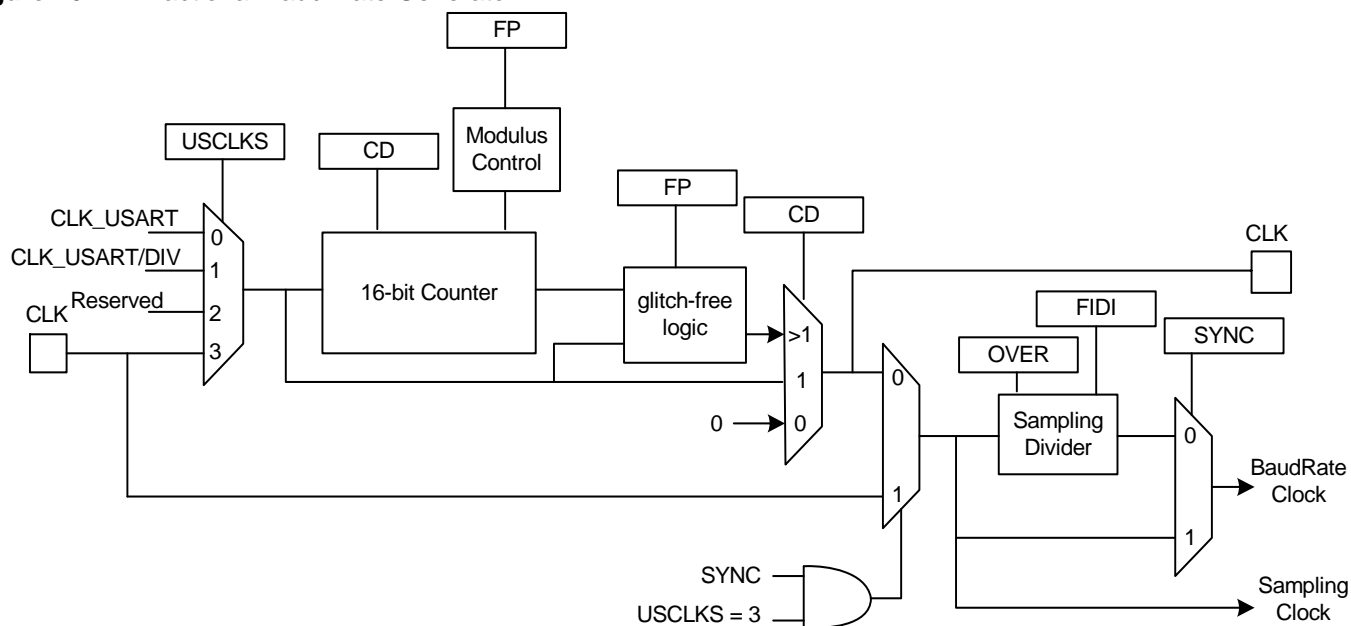 FP
Modulus
Control
USCLKS
CD
FP
CD
CLK_USART
0
CLK_USART/DIV
1
Reserved
2
CLK
3
16-bit Counter
glitch-free
logic
>1
1
0
0
CLK
FIDI
OVER
SYNC
0
1
Sampling
Divider
0
1
BaudRate
Clock
Sampling
Clock
SYNC
USCLKS = 3